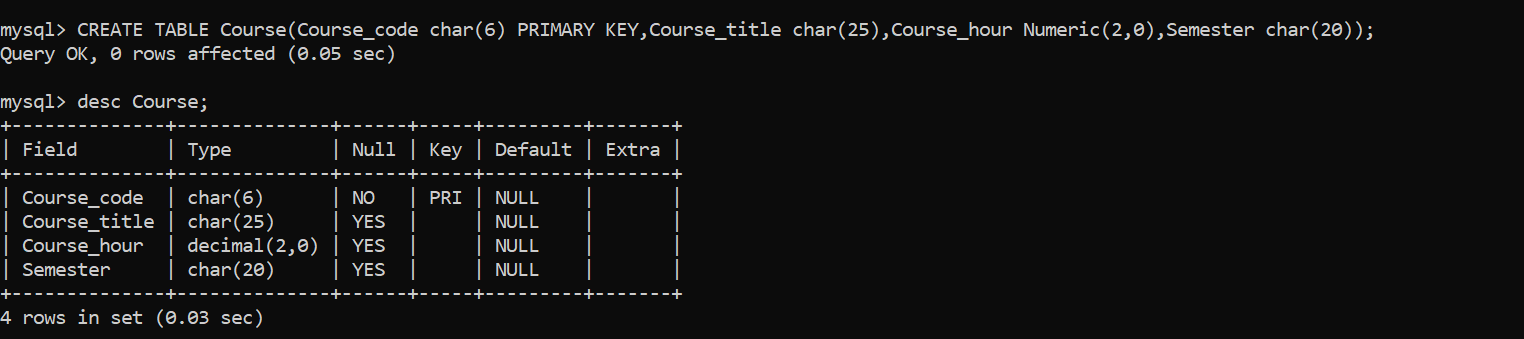 mysql> CREATE TABLE Course(Course_code char(6) PRIMARY KEY,Course_title char(25),Course_hour Numeric(2,0),Semester char(20));
Query OK, 0 rows affected (0.05 sec)

mysql> desc Course;
+--------------+--------------+------+-----+---------+-------+
| Field        | Type         | Null | Key | Default | Extra |
+--------------+--------------+------+-----+---------+-------+
| Course_code  | char(6)      | NO   | PRI | NULL    |       |
| Course_title | char(25)     | YES  |     | NULL    |       |
| Course_hour  | decimal(2,0) | YES  |     | NULL    |       |
| Semester     | char(20)     | YES  |     | NULL    |       |
+--------------+--------------+------+-----+---------+-------+
4 rows in set (0.03 sec)